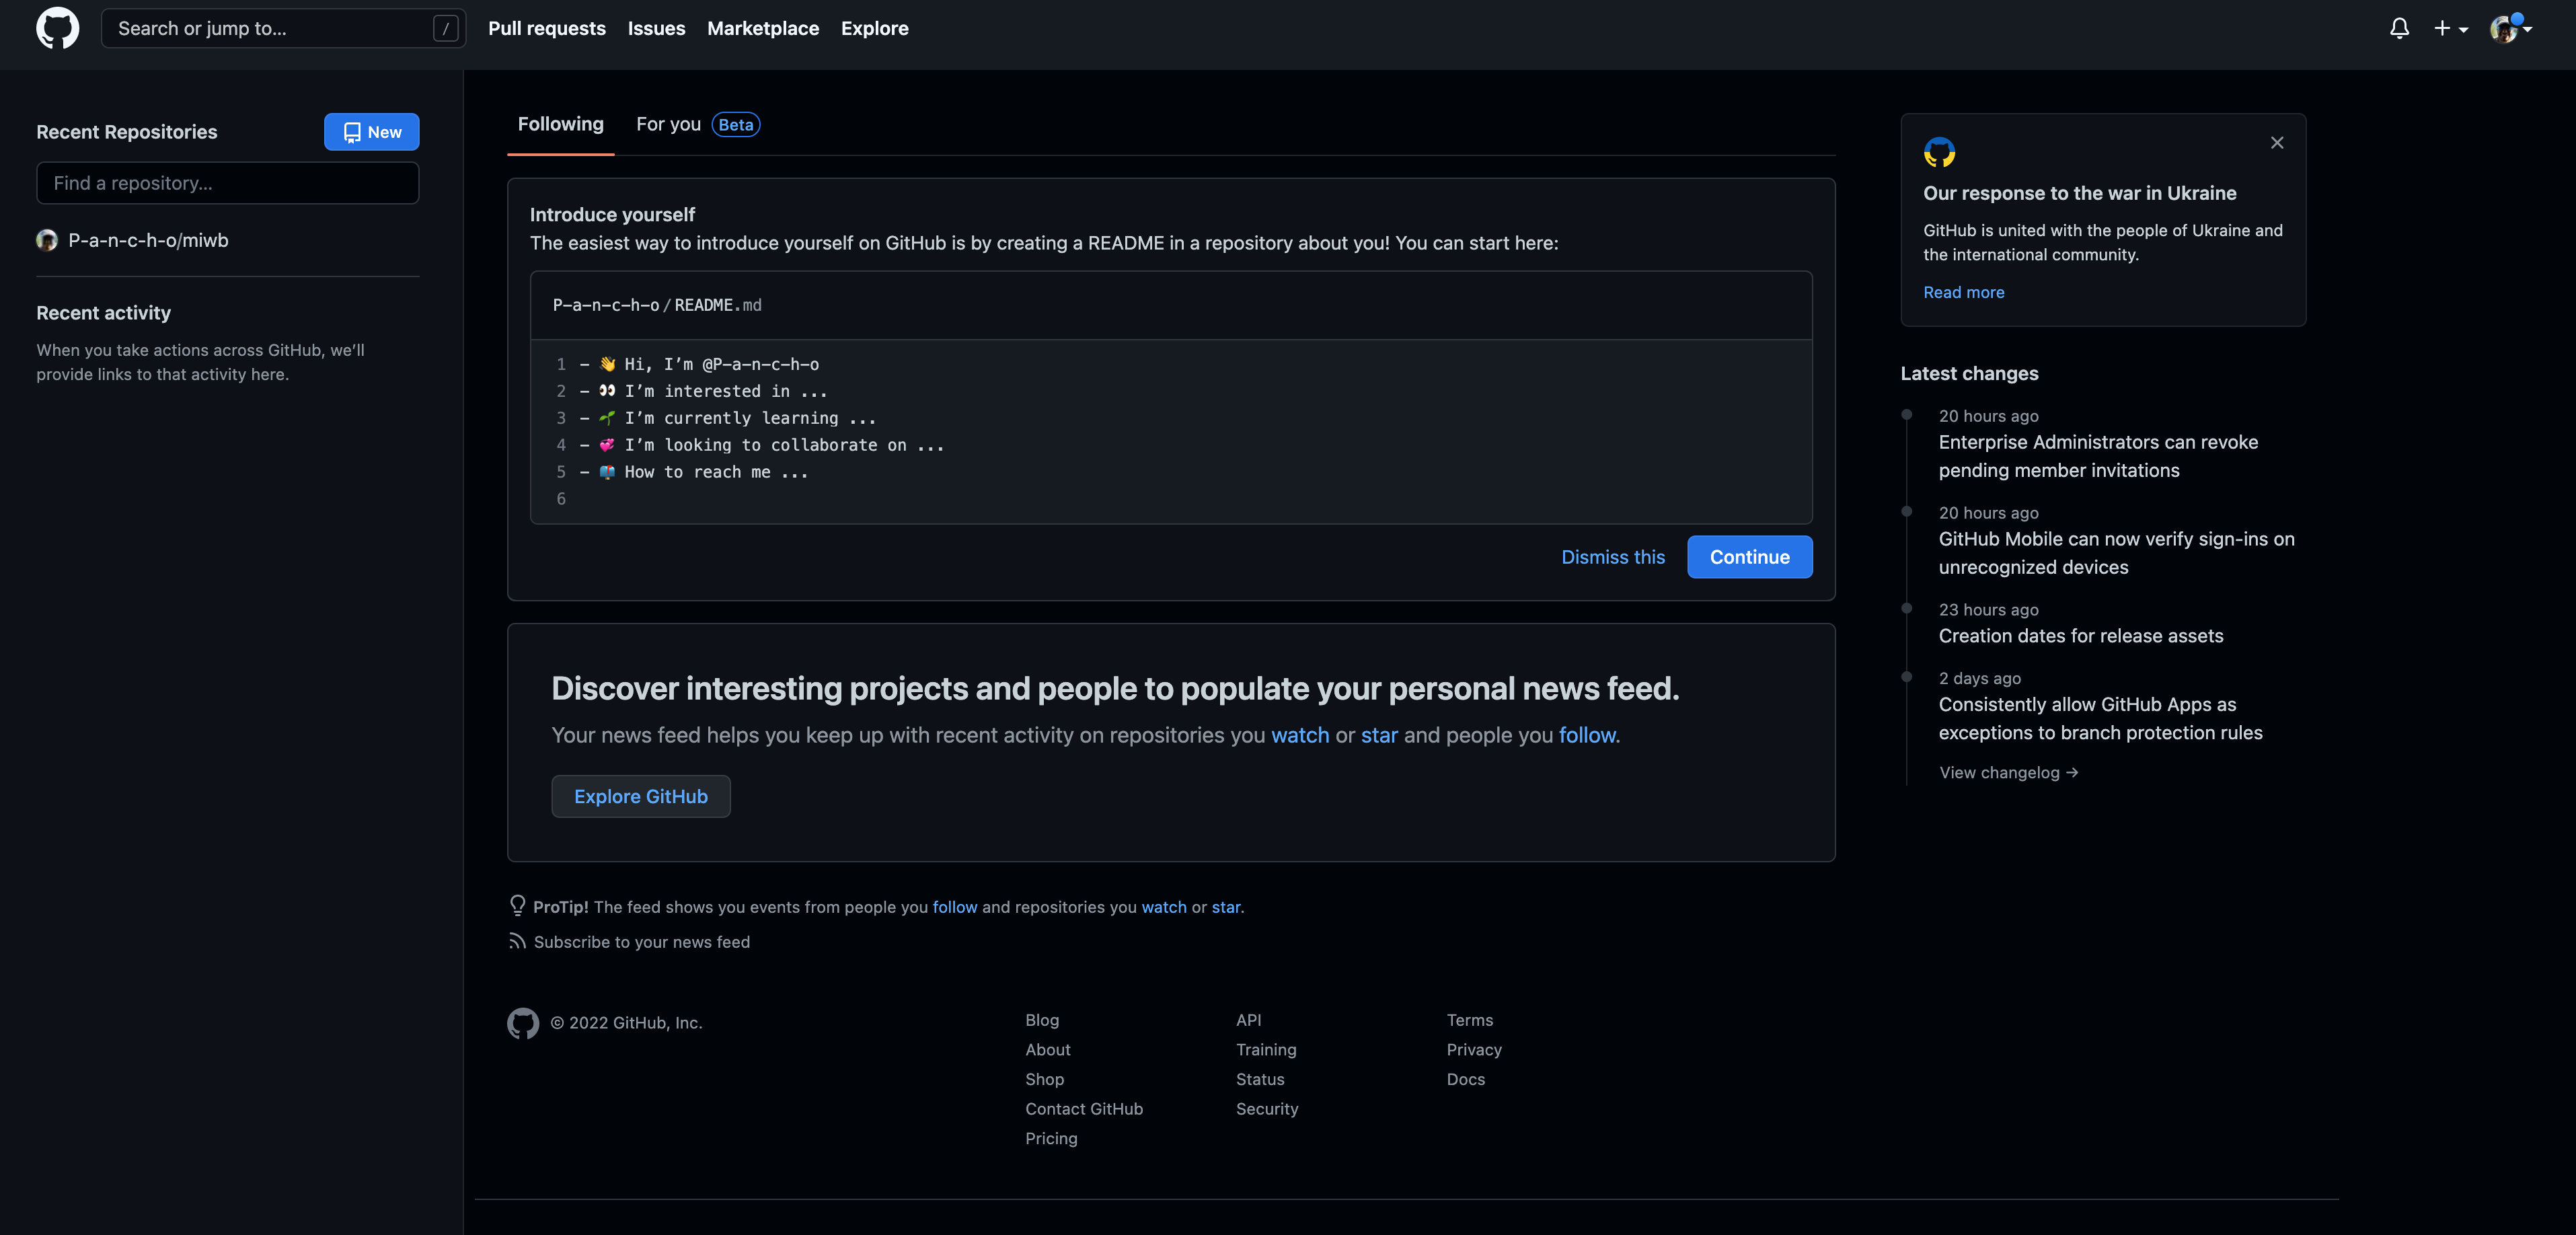 Search or jump to...
/
Pull requests
Issues
Marketplace
Explore
Recent Repositories
New
Find a repository...
P-a-n-c-h-o/miwb
Recent activity
When you take actions across GitHub, we’ll
provide links to that activity here.
Following
For you
Beta
Introduce yourself
The easiest way to introduce yourself on GitHub is by creating a README in a repository about you! You can start here:
P-a-n-c-h-o/README.md
1 - 👋 Hi, I’m @P-a-n-c-h-o
2 - 👀 I’m interested in ...
3 - 🌱 I’m currently learning ...
4 - 💞️ I’m looking to collaborate on ...
5 - 📫 How to reach me ...
6
Dismiss this
Continue
Discover interesting projects and people to populate your personal news feed.
Your news feed helps you keep up with recent activity on repositories you watch or star and people you follow.
Explore GitHub
ProTip! The feed shows you events from people you follow and repositories you watch or star.
Subscribe to your news feed
© 2022 GitHub, Inc.
Blog
About
Shop
Contact GitHub
Pricing
API
Training
Status
Security
Terms
Privacy
Docs
Our response to the war in Ukraine
GitHub is united with the people of Ukraine and
the international community.
Read more
Latest changes
20 hours ago
Enterprise Administrators can revoke
pending member invitations
20 hours ago
GitHub Mobile can now verify sign-ins on
unrecognized devices
23 hours ago
Creation dates for release assets
2 days ago
Consistently allow GitHub Apps as
exceptions to branch protection rules
View changelog →